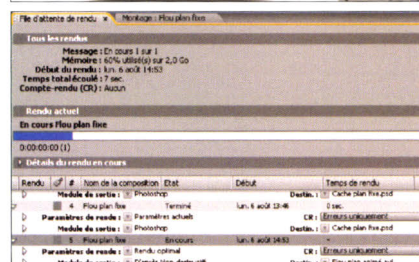 File d'attente de rendu × Montage : Flou plan fixe
Tous les rendus
Message : En cours 1 sur 1
Mémoire : 60% utilisé(s) sur 2,0 Go
Début du rendu : lun. 6 août 14:53
Temps total écoulé : 7 sec.
Compte-rendu (CR) : Aucun
Rendu actuel
En cours Flou plan fixe
0:00:00:00 (1)
Détails du rendu en cours
Rendu # Nom de la composition Etat Début Temps de rendu
Module de sortie : Photoshop Destin. : Cache plan fixe.psd
4 Flou plan fixe Terminé lun. 6 août 13:46 0 sec.
Paramètres de rendu : Paramètres actuels CR : Erreurs uniquement
Module de sortie : Photoshop Destin. : Cache plan fixe.psd
5 Flou plan fixe En cours lun. 6 août 14:53 -
Paramètres de rendu : Rendu optimal CR : Erreurs uniquement